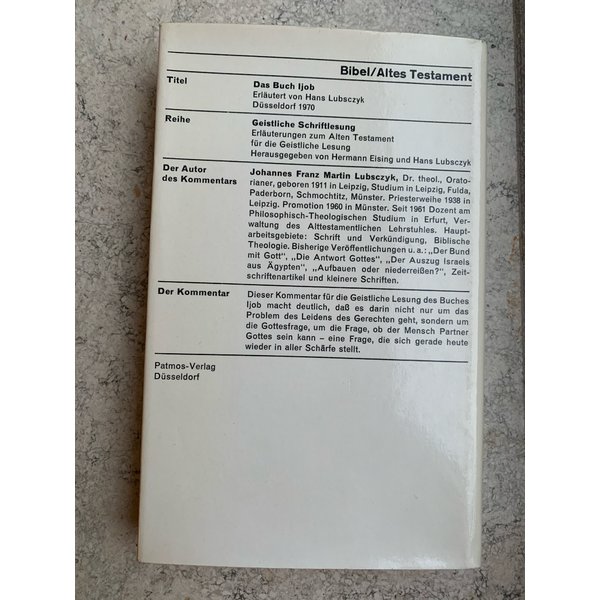 Bibel/Altes Testament
Titel
Das Buch Ijob
Erläutert von Hans Lubsczyk
Düsseldorf 1970
Reihe
Geistliche Schriftlesung
Erläuterungen zum Alten Testament
für die Geistliche Lesung
Herausgegeben von Hermann Eising und Hans Lubsczyk
Der Autor
des Kommentars
Johannes Franz Martin Lubsczyk, Dr. theol., Orato-
rianer, geboren 1911 in Leipzig, Studium in Leipzig, Fulda,
Paderborn, Schmochtitz, Münster. Priesterweihe 1938 in
Leipzig. Promotion 1960 in Münster. Seit 1961 Dozent am
Philosophisch-Theologischen Studium in Erfurt, Ver-
waltung des Alttestamentlichen Lehrstuhles. Haupt-
arbeitsgebiete: Schrift und Verkündigung, Biblische
Theologie. Bisherige Veröffentlichungen u. a.: „Der Bund
mit Gott“, „Die Antwort Gottes“, „Der Auszug Israels
aus Ägypten“, „Aufbauen oder niederreißen?“, Zeit-
schriftenartikel und kleinere Schriften.
Der Kommentar
Dieser Kommentar für die Geistliche Lesung des Buches
Ijob macht deutlich, daß es darin nicht nur um das
Problem des Leidens des Gerechten geht, sondern um
die Gottesfrage, um die Frage, ob der Mensch Partner
Gottes sein kann – eine Frage, die sich gerade heute
wieder in aller Schärfe stellt.
Patmos-Verlag
Düsseldorf